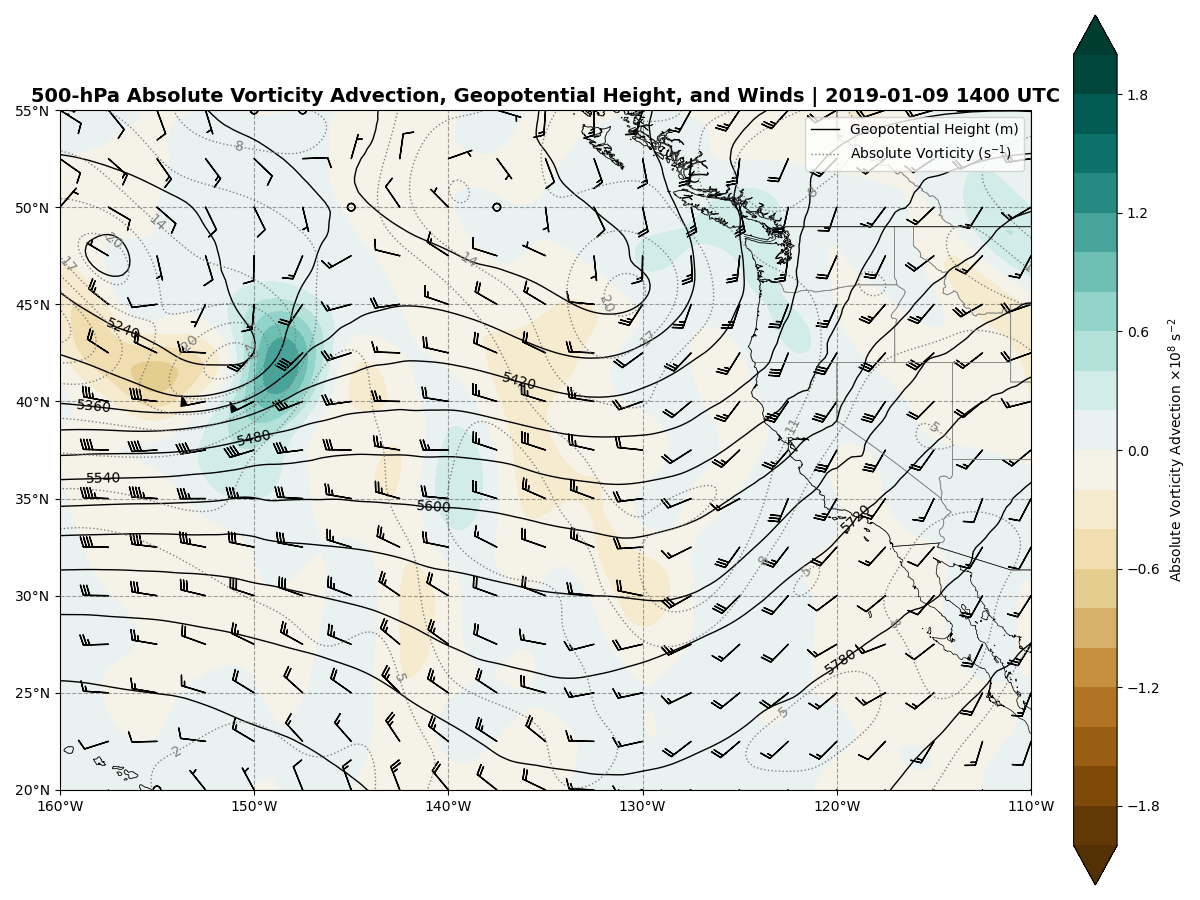 500-hPa Absolute Vorticity Advection, Geopotential Height, and Winds | 2019-01-09 1400 UTC
Geopotential Height (m)
Absolute Vorticity (s⁻¹)
55°N
50°N
45°N
40°N
35°N
30°N
25°N
20°N
160°W
150°W
140°W
130°W
120°W
110°W
8
14
20
17
5240
20
14
20
17
8
5420
5360
5480
5540
5600
11
5
5720
8
5
5
5780
5
5
2
1.8
1.2
0.6
0.0
−0.6
−1.2
−1.8
Absolute Vorticity Advection ×10⁸ s⁻²